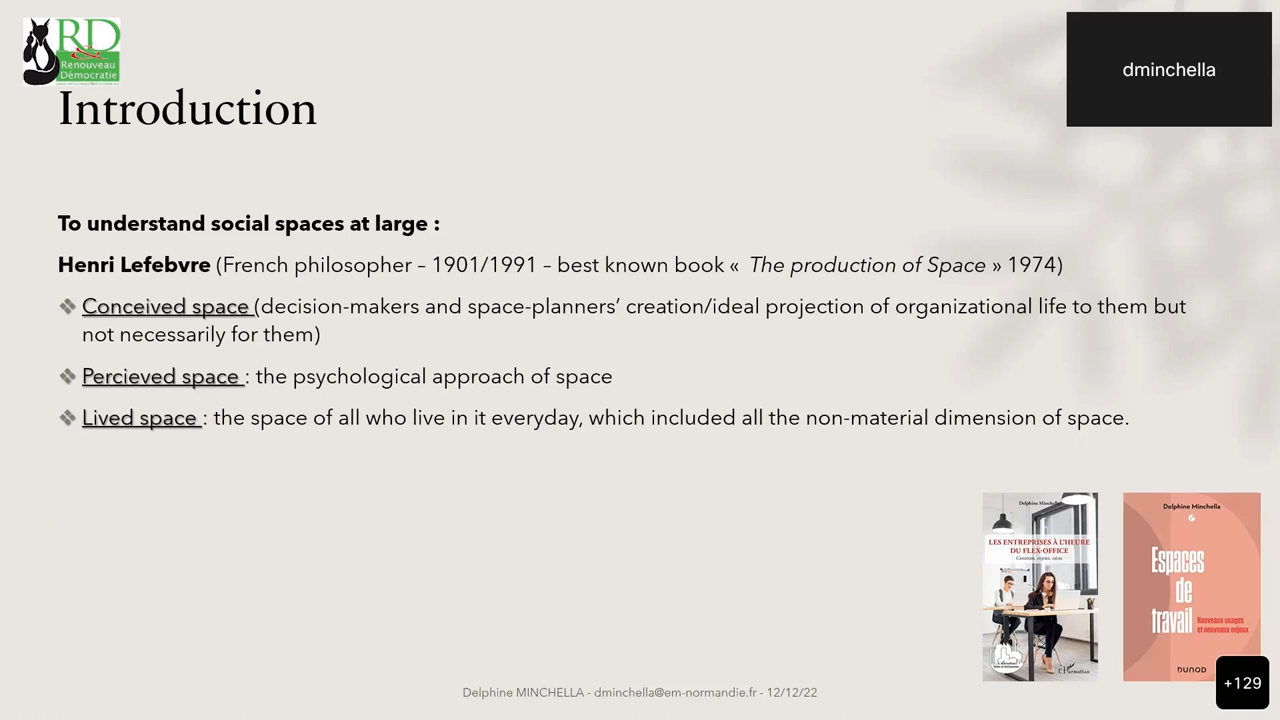 RD
Renouveau
Démocratie
dminchella
Introduction
To understand social spaces at large :
Henri Lefebvre (French philosopher – 1901/1991 – best known book « The production of Space » 1974)
❖ Conceived space (decision-makers and space-planners’ creation/ideal projection of organizational life to them but
not necessarily for them)
❖ Percieved space : the psychological approach of space
❖ Lived space : the space of all who live in it everyday, which included all the non-material dimension of space.
Delphine Minchella
LES ENTREPRISES À L'HEURE
DU FLEX-OFFICE
L'Harmattan
Delphine Minchella
Espaces
de
travail
Nouveaux usages
et nouveaux enjeux
DUNOD
+129
Delphine MINCHELLA - dminchella@em-normandie.fr - 12/12/22